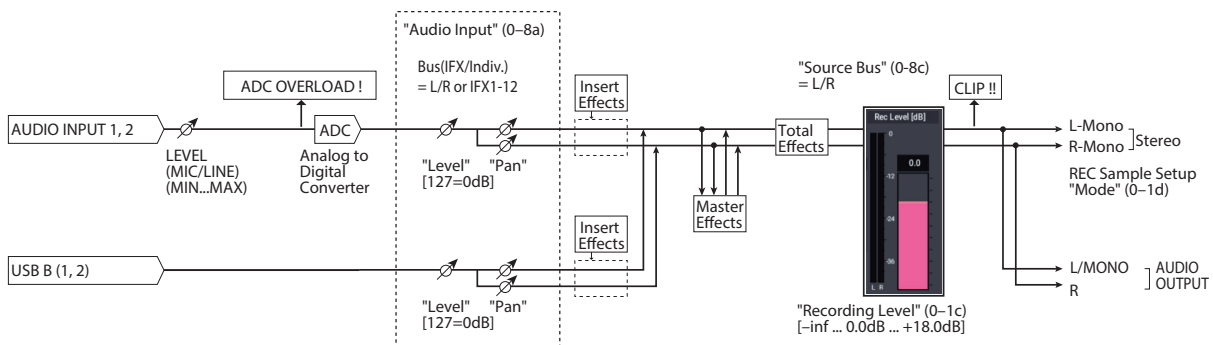 "Audio Input" (0–8a)
Bus(IFX/Indiv.)
= L/R or IFX1-12
"Source Bus" (0-8c)
= L/R
ADC OVERLOAD !
Insert
Effects
CLIP !!
Rec Level [dB]
AUDIO INPUT 1, 2
ADC
Total
Effects
L-Mono
R-Mono
Stereo
LEVEL
(MIC/LINE)
(MIN...MAX)
Analog to
Digital
Converter
"Level"
[127=0dB]
"Pan"
0
0.0
-12
-24
-36
L R
REC Sample Setup
"Mode" (0–1d)
Master
Effects
Insert
Effects
USB B (1, 2)
L/MONO
R
AUDIO
OUTPUT
"Level"
[127=0dB]
"Pan"
"Recording Level" (0–1c)
[–inf ... 0.0dB ... +18.0dB]